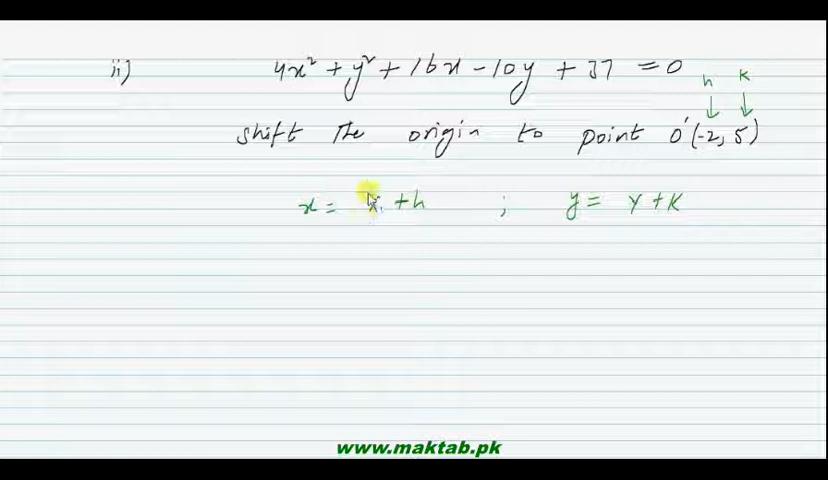 ii) 4x² + y² + 16x - 10y + 37 = 0
h k
shift the origin to point O'(-2, 5)
x = X + h ; y = Y + K
www.maktab.pk